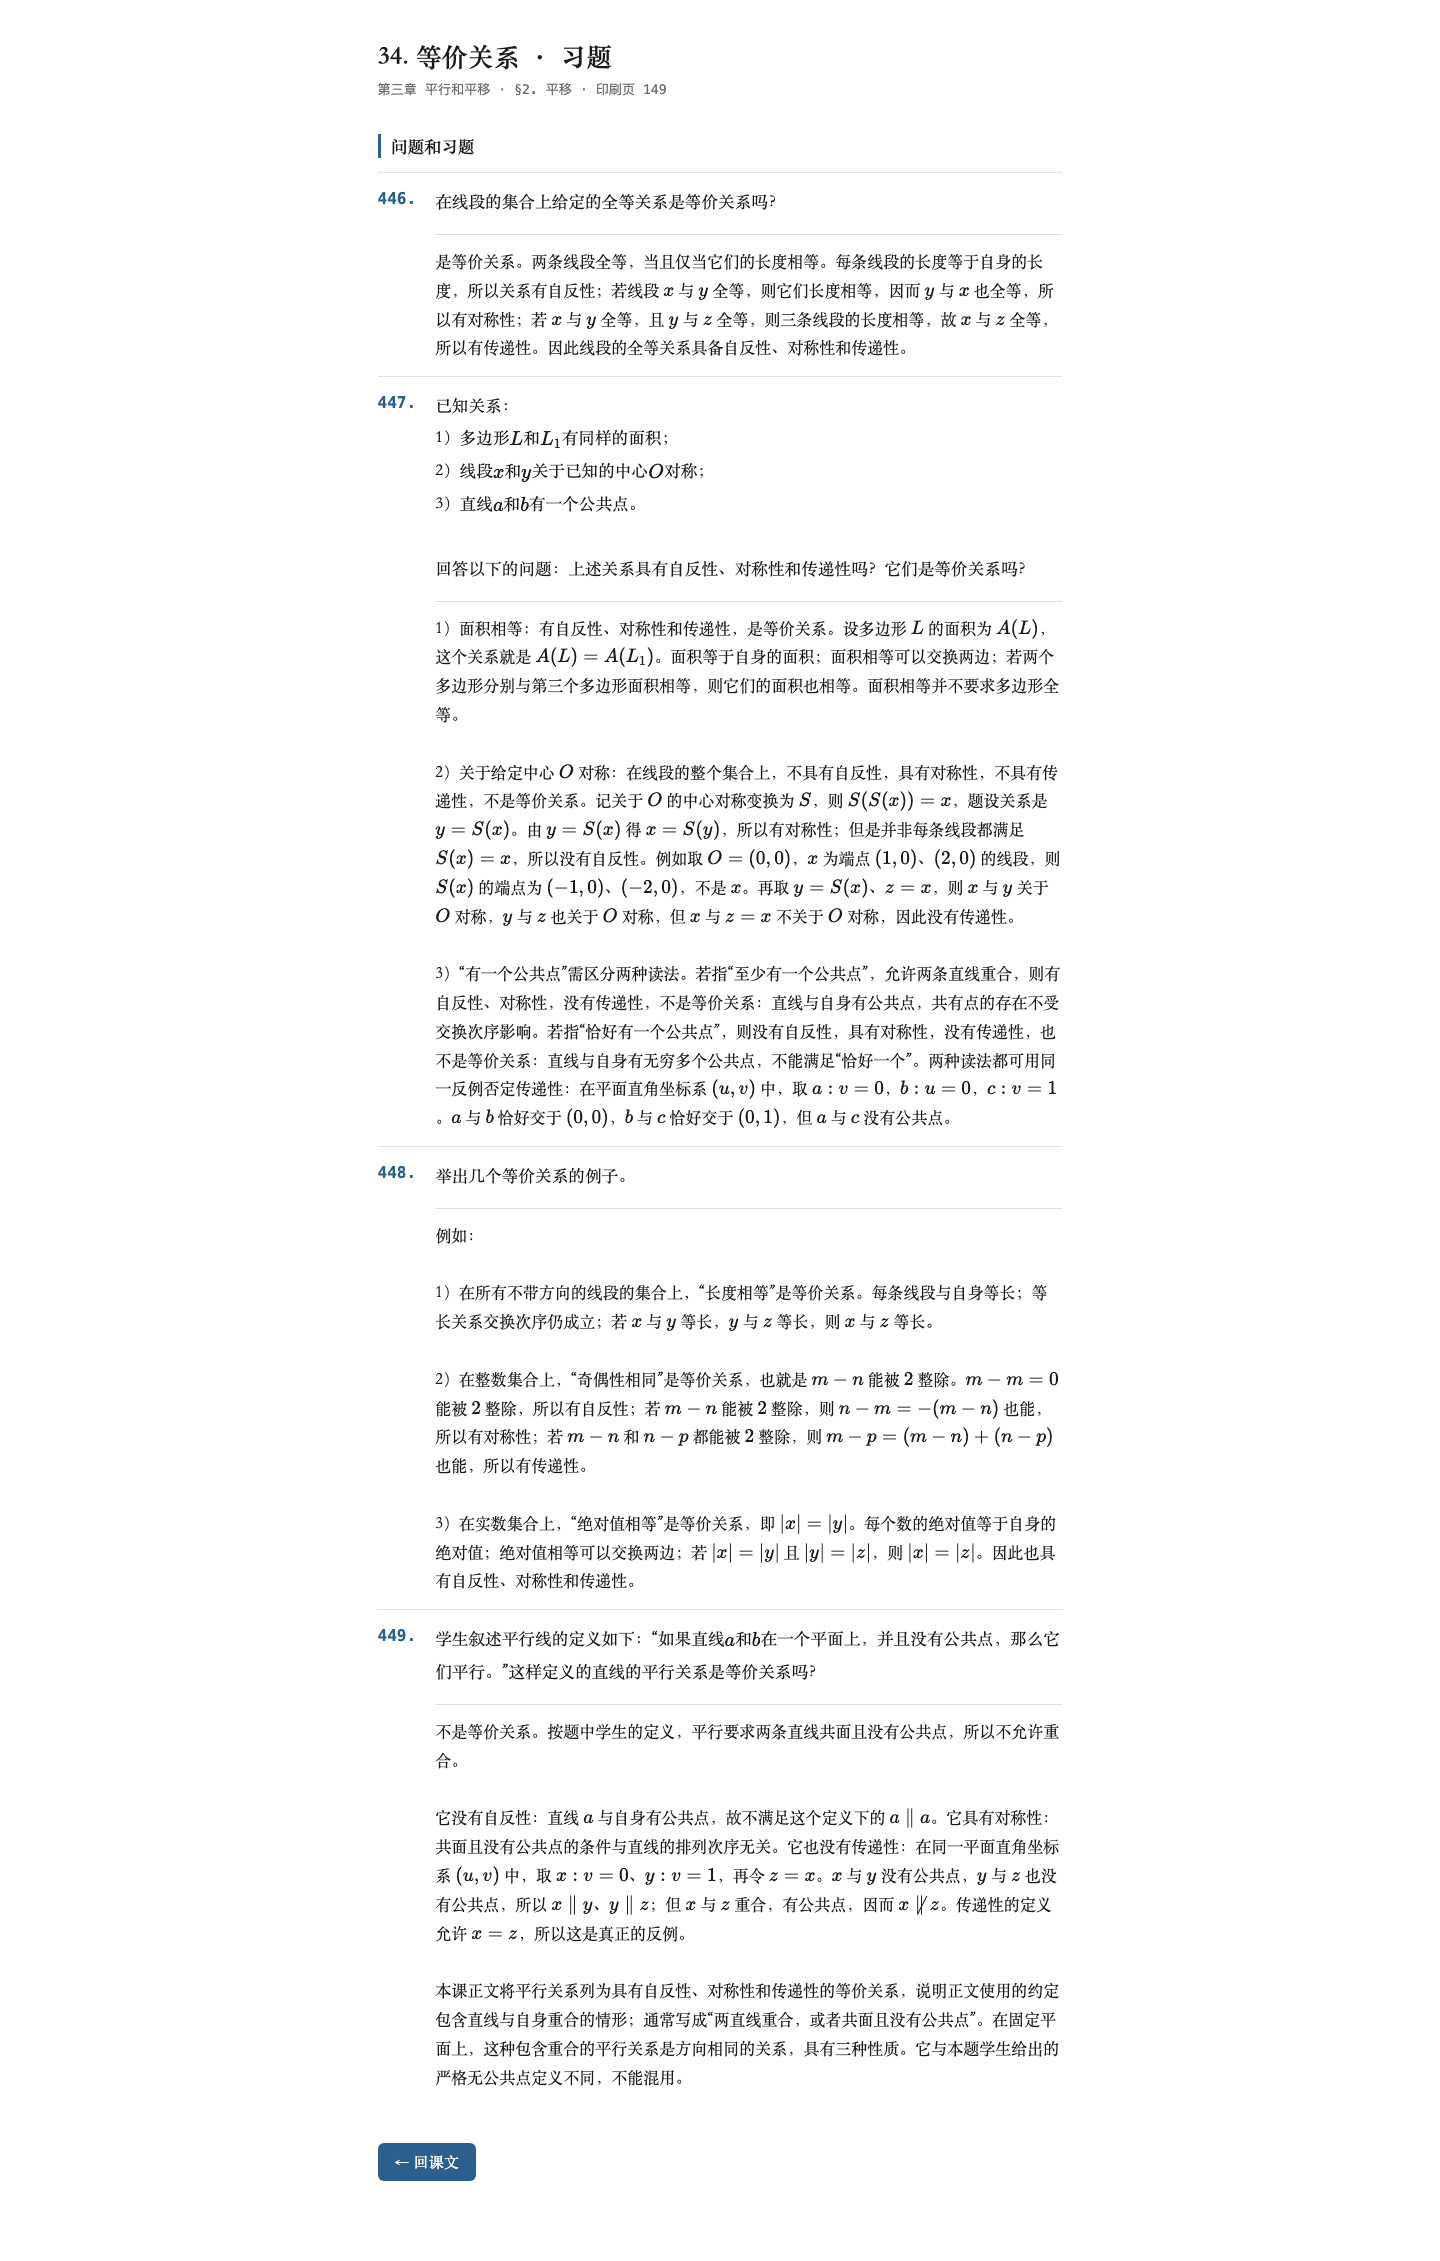 34. 等价关系 · 习题
第三章 平行和平移 · §2. 平移 · 印刷页 149
问题和习题
446. 在线段的集合上给定的全等关系是等价关系吗？
是等价关系。两条线段全等，当且仅当它们的长度相等。每条线段的长度等于自身的长
度，所以关系有自反性；若线段 x 与 y 全等，则它们长度相等，因而 y 与 x 也全等，所
以有对称性；若 x 与 y 全等，且 y 与 z 全等，则三条线段的长度相等，故 x 与 z 全等，
所以有传递性。因此线段的全等关系具备自反性、对称性和传递性。
447. 已知关系：
1）多边形L和L₁有同样的面积；
2）线段x和y关于已知的中心O对称；
3）直线a和b有一个公共点。
回答以下的问题：上述关系具有自反性、对称性和传递性吗？它们是等价关系吗？
1）面积相等：有自反性、对称性和传递性，是等价关系。设多边形 L 的面积为 A(L)，
这个关系就是 A(L) = A(L₁)。面积等于自身的面积；面积相等可以交换两边；若两个
多边形分别与第三个多边形面积相等，则它们的面积也相等。面积相等并不要求多边形全
等。
2）关于给定中心 O 对称：在线段的整个集合上，不具有自反性，具有对称性，不具有传
递性，不是等价关系。记关于 O 的中心对称变换为 S，则 S(S(x)) = x，题设关系是
y = S(x)。由 y = S(x) 得 x = S(y)，所以有对称性；但是并非每条线段都满足
S(x) = x，所以没有自反性。例如取 O = (0, 0)，x 为端点 (1, 0)、(2, 0) 的线段，则
S(x) 的端点为 (−1, 0)、(−2, 0)，不是 x。再取 y = S(x)、z = x，则 x 与 y 关于
O 对称，y 与 z 也关于 O 对称，但 x 与 z = x 不关于 O 对称，因此没有传递性。
3）“有一个公共点”需区分两种读法。若指“至少有一个公共点”，允许两条直线重合，则有
自反性、对称性，没有传递性，不是等价关系：直线与自身有公共点，共有点的存在不受
交换次序影响。若指“恰好有一个公共点”，则没有自反性，具有对称性，没有传递性，也
不是等价关系：直线与自身有无穷多个公共点，不能满足“恰好一个”。两种读法都可用同
一反例否定传递性：在平面直角坐标系 (u, v) 中，取 a : v = 0，b : u = 0，c : v = 1
。a 与 b 恰好交于 (0, 0)，b 与 c 恰好交于 (0, 1)，但 a 与 c 没有公共点。
448. 举出几个等价关系的例子。
例如：
1）在所有不带方向的线段的集合上，“长度相等”是等价关系。每条线段与自身等长；等
长关系交换次序仍成立；若 x 与 y 等长，y 与 z 等长，则 x 与 z 等长。
2）在整数集合上，“奇偶性相同”是等价关系，也就是 m − n 能被 2 整除。m − m = 0
能被 2 整除，所以有自反性；若 m − n 能被 2 整除，则 n − m = −(m − n) 也能，
所以有对称性；若 m − n 和 n − p 都能被 2 整除，则 m − p = (m − n) + (n − p)
也能，所以有传递性。
3）在实数集合上，“绝对值相等”是等价关系，即 |x| = |y|。每个数的绝对值等于自身的
绝对值；绝对值相等可以交换两边；若 |x| = |y| 且 |y| = |z|，则 |x| = |z|。因此也具
有自反性、对称性和传递性。
449. 学生叙述平行线的定义如下：“如果直线a和b在一个平面上，并且没有公共点，那么它
们平行。”这样定义的直线的平行关系是等价关系吗？
不是等价关系。按题中学生的定义，平行要求两条直线共面且没有公共点，所以不允许重
合。
它没有自反性：直线 a 与自身有公共点，故不满足这个定义下的 a ∥ a。它具有对称性：
共面且没有公共点的条件与直线的排列次序无关。它也没有传递性：在同一平面直角坐标
系 (u, v) 中，取 x : v = 0、y : v = 1，再令 z = x。x 与 y 没有公共点，y 与 z 也没
有公共点，所以 x ∥ y、y ∥ z；但 x 与 z 重合，有公共点，因而 x ∦ z。传递性的定义
允许 x = z，所以这是真正的反例。
本课正文将平行关系列为具有自反性、对称性和传递性的等价关系，说明正文使用的约定
包含直线与自身重合的情形；通常写成“两直线重合，或者共面且没有公共点”。在固定平
面上，这种包含重合的平行关系是方向相同的关系，具有三种性质。它与本题学生给出的
严格无公共点定义不同，不能混用。
← 回课文